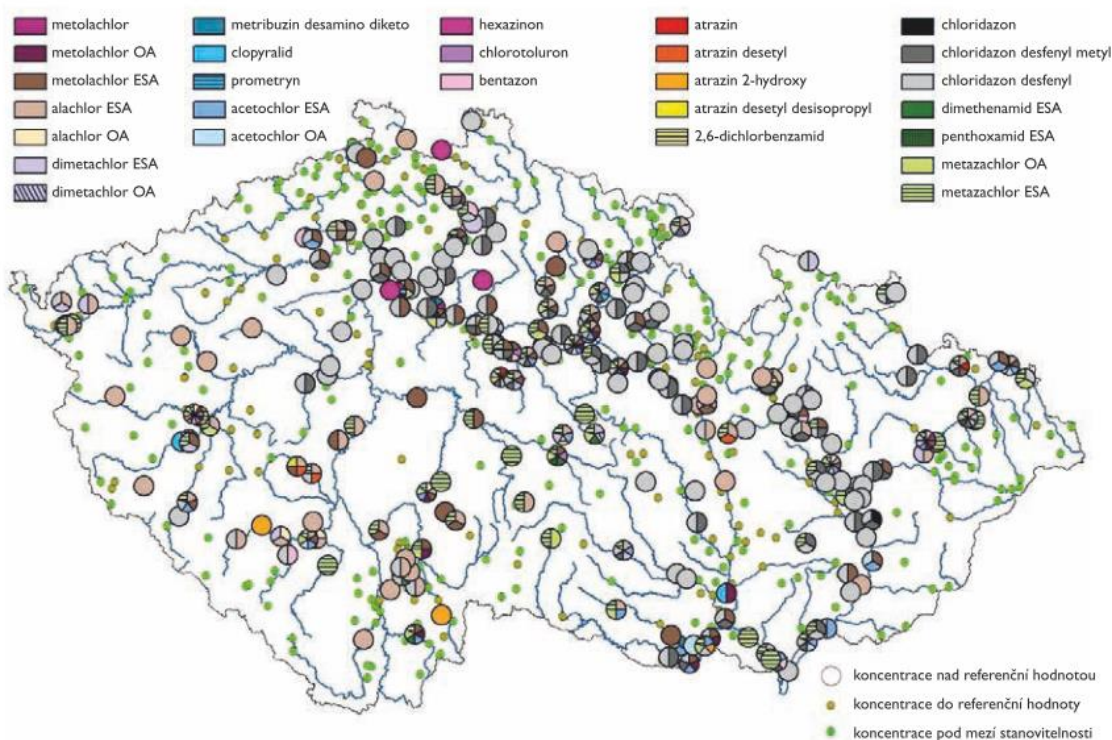 metolachlor
metolachlor OA
metolachlor ESA
alachlor ESA
alachlor OA
dimetachlor ESA
dimetachlor OA
metribuzin desamino diketo
clopyralid
prometryn
acetochlor ESA
acetochlor OA
hexazinon
chlorotoluron
bentazon
atrazin
atrazin desetyl
atrazin 2-hydroxy
atrazin desetyl desisopropyl
2,6-dichlorbenzamid
chloridazon
chloridazon desfenyl metyl
chloridazon desfenyl
dimethenamid ESA
penthoxamid ESA
metazachlor OA
metazachlor ESA
koncentrace nad referenční hodnotou
koncentrace do referenční hodnoty
koncentrace pod mezí stanovitelnosti